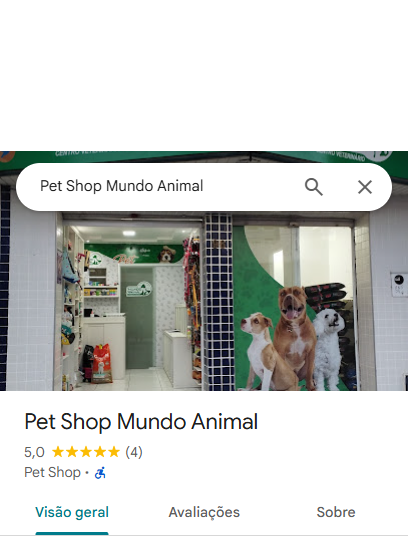 CENTRO VETERINÁRIO
Pet Shop Mundo Animal
Pet Shop Mundo Animal
5,0 ★★★★★ (4)
Pet Shop ·
Visão geral Avaliações Sobre